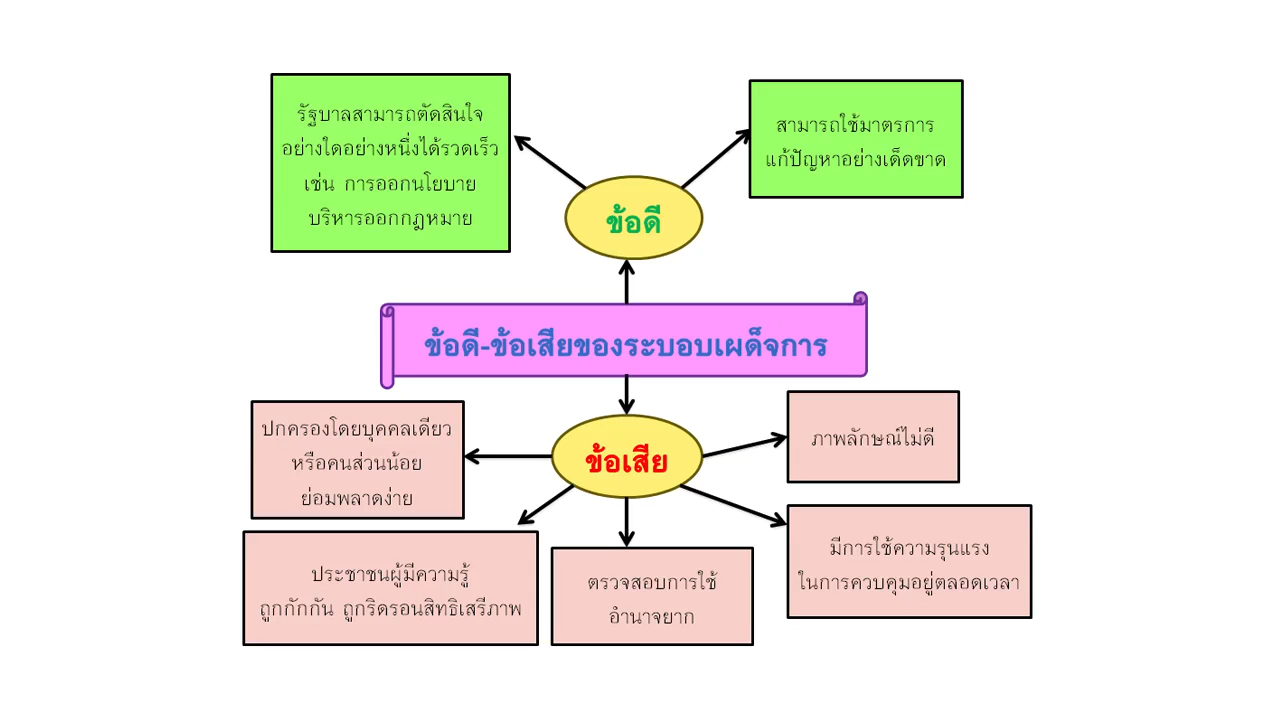 รัฐบาลสามารถตัดสินใจ
อย่างใดอย่างหนึ่งได้รวดเร็ว
เช่น การออกนโยบาย
บริหารออกกฎหมาย
สามารถใช้มาตรการ
แก้ปัญหาอย่างเด็ดขาด
ข้อดี
ข้อดี-ข้อเสียของระบอบเผด็จการ
ข้อเสีย
ปกครองโดยบุคคลเดียว
หรือคนส่วนน้อย
ย่อมพลาดง่าย
ภาพลักษณ์ไม่ดี
ประชาชนผู้มีความรู้
ถูกกักกัน ถูกริดรอนสิทธิเสรีภาพ
ตรวจสอบการใช้
อำนาจยาก
มีการใช้ความรุนแรง
ในการควบคุมอยู่ตลอดเวลา